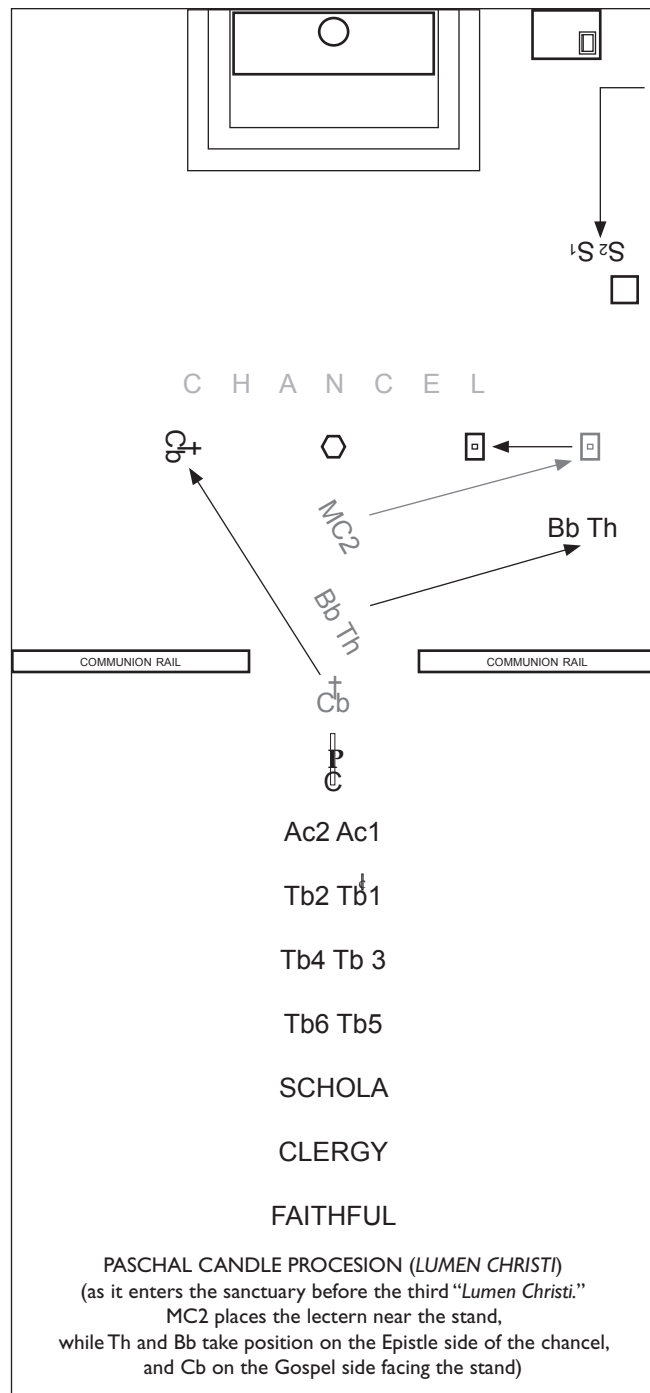 S2 S1
C H A N C E L
Cb
MC2
Bb Th
Bb Th
COMMUNION RAIL COMMUNION RAIL
Cb
P
C
Ac2 Ac1
Tb2 Tb1
Tb4 Tb 3
Tb6 Tb5
SCHOLA
CLERGY
FAITHFUL
PASCHAL CANDLE PROCESION (LUMEN CHRISTI)
(as it enters the sanctuary before the third “Lumen Christi.”
MC2 places the lectern near the stand,
while Th and Bb take position on the Epistle side of the chancel,
and Cb on the Gospel side facing the stand)